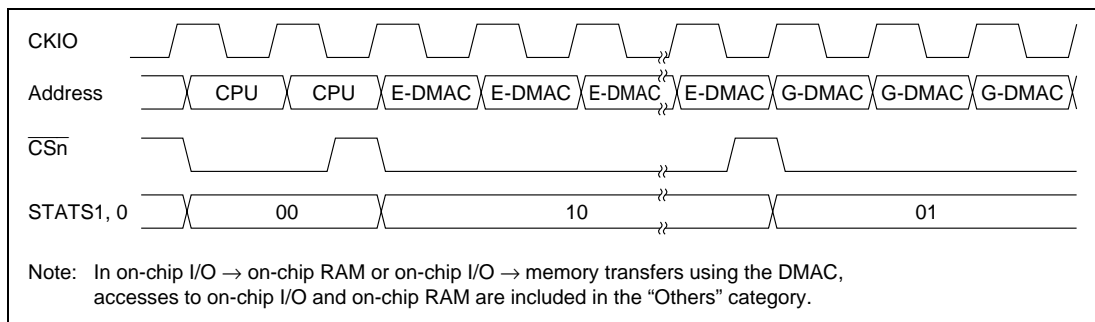 CKIO
Address CPU CPU E-DMAC E-DMAC E-DMAC E-DMAC G-DMAC G-DMAC G-DMAC
CSn
STATS1, 0 00 10 01
Note: In on-chip I/O → on-chip RAM or on-chip I/O → memory transfers using the DMAC,
accesses to on-chip I/O and on-chip RAM are included in the “Others” category.